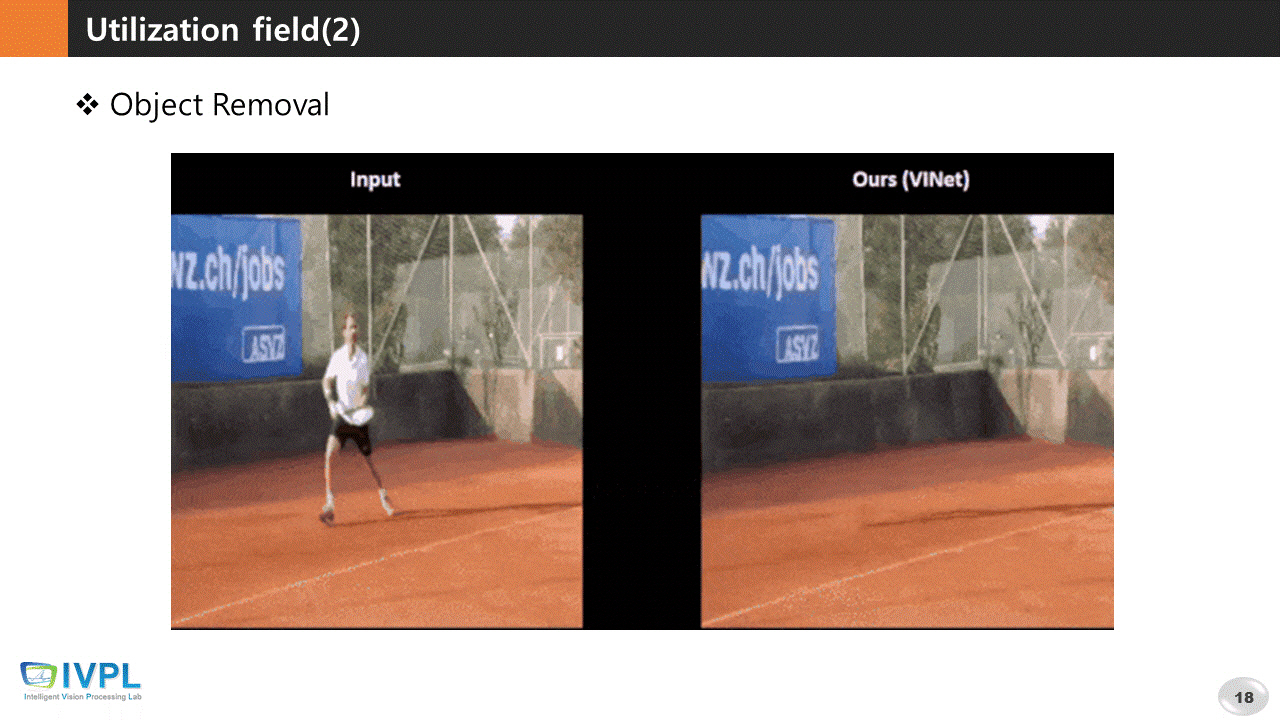 Utilization field(2)
❖ Object Removal
Input
Ours (VINet)
wz.ch/jobs
ASVZ
wz.ch/jobs
ASVZ
IVPL
Intelligent Vision Processing Lab
18